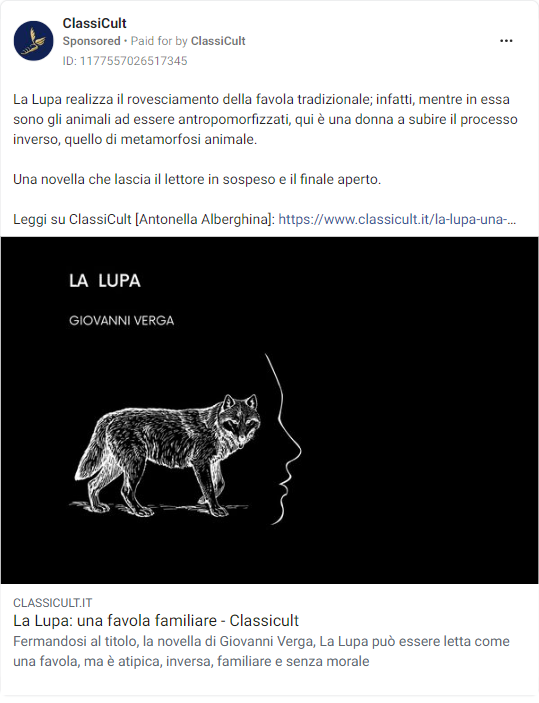 ClassiCult
Sponsored • Paid for by ClassiCult
ID: 1177557026517345
La Lupa realizza il rovesciamento della favola tradizionale; infatti, mentre in essa
sono gli animali ad essere antropomorfizzati, qui è una donna a subire il processo
inverso, quello di metamorfosi animale.
Una novella che lascia il lettore in sospeso e il finale aperto.
Leggi su ClassiCult [Antonella Alberghina]: https://www.classicult.it/la-lupa-una-...
LA LUPA
GIOVANNI VERGA
CLASSICULT.IT
La Lupa: una favola familiare - Classicult
Fermandosi al titolo, la novella di Giovanni Verga, La Lupa può essere letta come
una favola, ma è atipica, inversa, familiare e senza morale